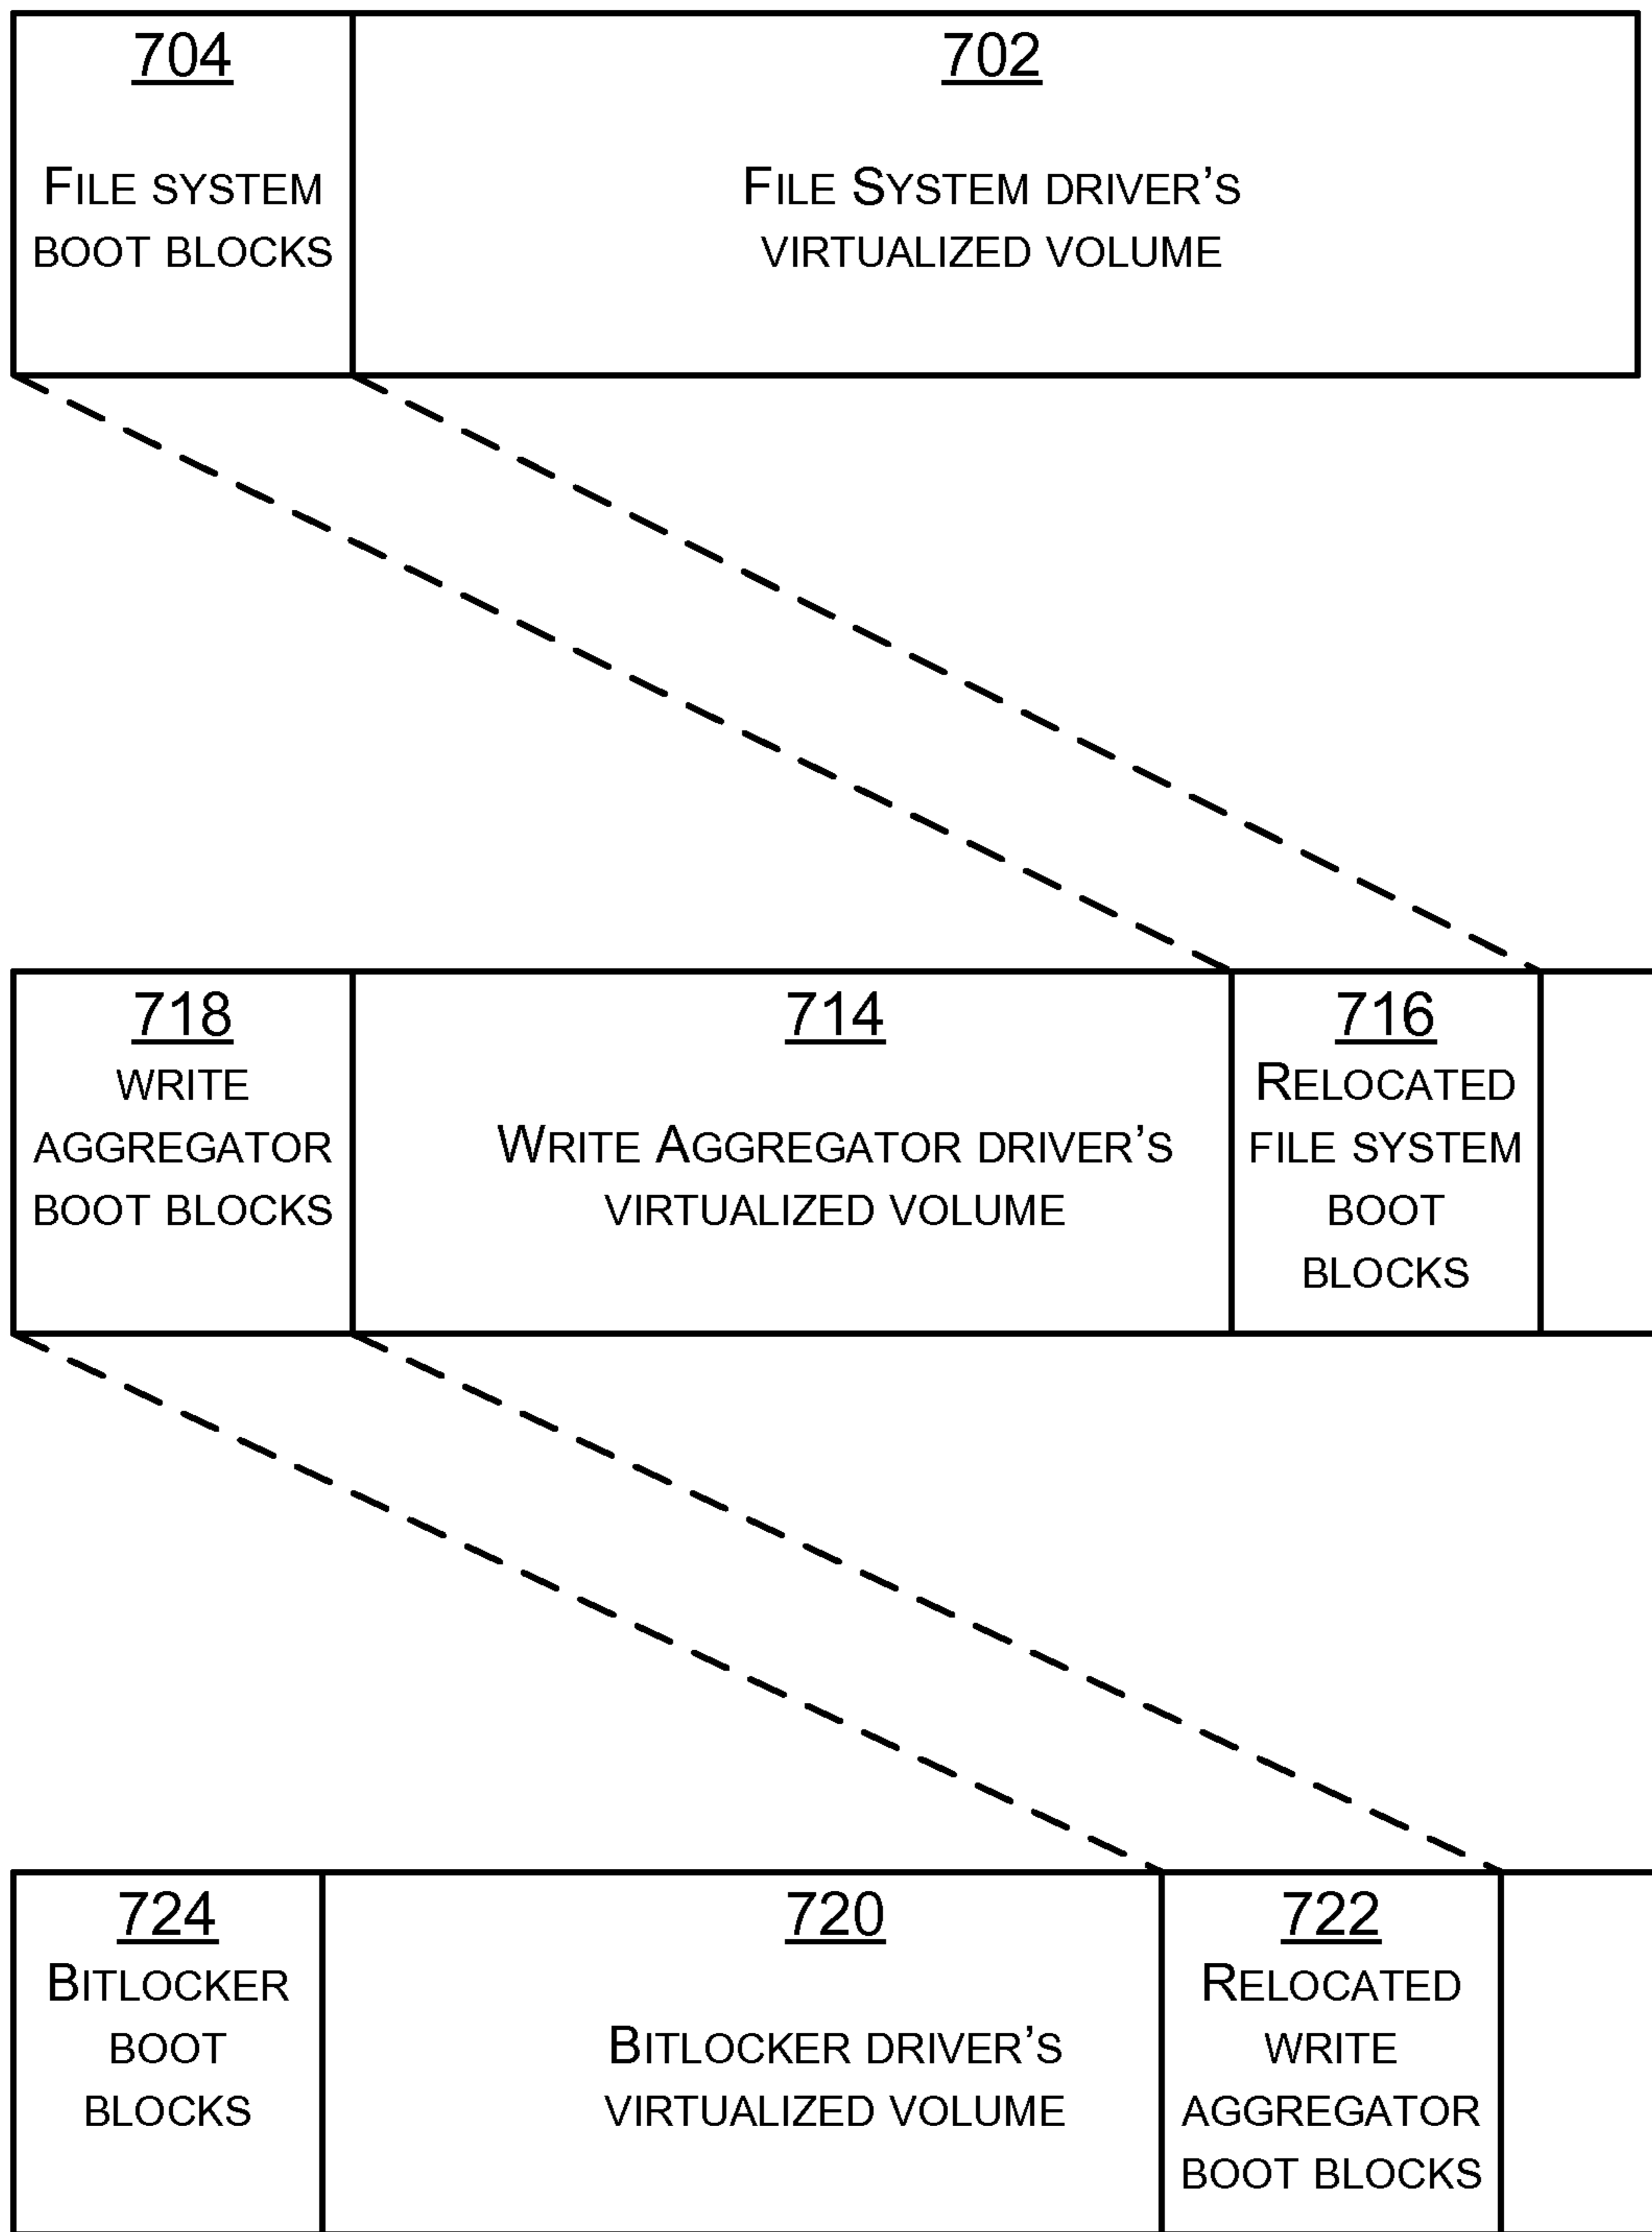 704
File system
boot blocks
702
File System driver's
virtualized volume
718
write
aggregator
boot blocks
714
Write Aggregator driver's
virtualized volume
716
Relocated
file system
boot
blocks
724
Bitlocker
boot
blocks
720
Bitlocker driver's
virtualized volume
722
Relocated
write
aggregator
boot blocks